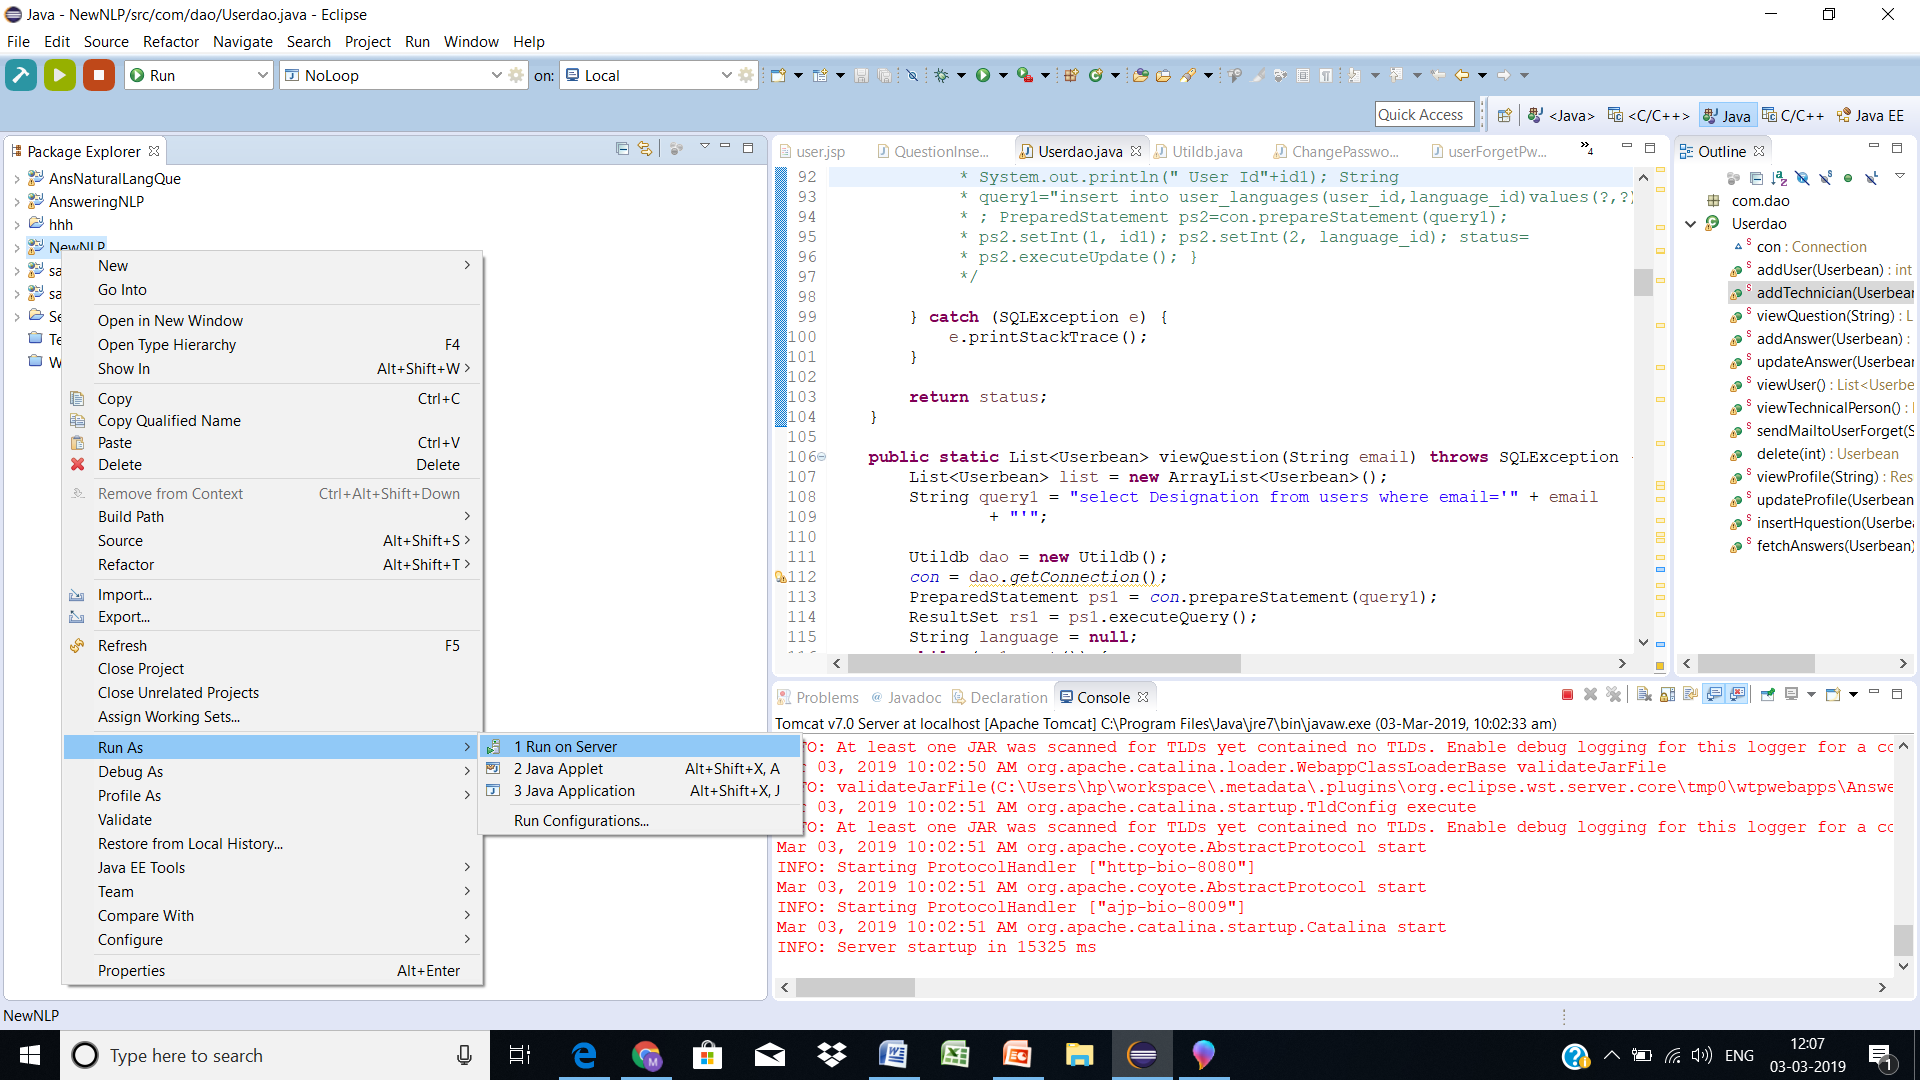 Java - NewNLP/src/com/dao/Userdao.java - Eclipse
File Edit Source Refactor Navigate Search Project Run Window Help
Run NoLoop on: Local
Quick Access <Java> <C/C++> Java C/C++ Java EE
Package Explorer
AnsNaturalLangQue
AnsweringNLP
hhh
NewNLP
sa
sa
Se
Te
W
New
Go Into
Open in New Window
Open Type Hierarchy F4
Show In Alt+Shift+W >
Copy Ctrl+C
Copy Qualified Name
Paste Ctrl+V
Delete Delete
Remove from Context Ctrl+Alt+Shift+Down
Build Path
Source Alt+Shift+S >
Refactor Alt+Shift+T >
Import...
Export...
Refresh F5
Close Project
Close Unrelated Projects
Assign Working Sets...
Run As
Debug As
Profile As
Validate
Restore from Local History...
Java EE Tools
Team
Compare With
Configure
Properties Alt+Enter
1 Run on Server
2 Java Applet Alt+Shift+X, A
3 Java Application Alt+Shift+X, J
Run Configurations...
user.jsp QuestionInse... Userdao.java Utildb.java ChangePasswo... userForgetPw... »4
92 * System.out.println(" User Id"+id1); String
93 * query1="insert into user_languages(user_id,language_id)values(?,?)
94 * ; PreparedStatement ps2=con.prepareStatement(query1);
95 * ps2.setInt(1, id1); ps2.setInt(2, language_id); status=
96 * ps2.executeUpdate(); }
97 */
98
99 } catch (SQLException e) {
100 e.printStackTrace();
101 }
102
103 return status;
104 }
105
106 public static List<Userbean> viewQuestion(String email) throws SQLException
107 List<Userbean> list = new ArrayList<Userbean>();
108 String query1 = "select Designation from users where email='" + email
109 + "'";
110
111 Utildb dao = new Utildb();
112 con = dao.getConnection();
113 PreparedStatement ps1 = con.prepareStatement(query1);
114 ResultSet rs1 = ps1.executeQuery();
115 String language = null;
Outline
com.dao
Userdao
con : Connection
addUser(Userbean) : int
addTechnician(Userbear
viewQuestion(String) : L
addAnswer(Userbean) :
updateAnswer(Userbean
viewUser() : List<Userbe
viewTechnicalPerson() :
sendMailtoUserForget(S
delete(int) : Userbean
viewProfile(String) : Res
updateProfile(Userbean
insertHquestion(Userbea
fetchAnswers(Userbean)
Problems @ Javadoc Declaration Console
Tomcat v7.0 Server at localhost [Apache Tomcat] C:\Program Files\Java\jre7\bin\javaw.exe (03-Mar-2019, 10:02:33 am)
FO: At least one JAR was scanned for TLDs yet contained no TLDs. Enable debug logging for this logger for a co
r 03, 2019 10:02:50 AM org.apache.catalina.loader.WebappClassLoaderBase validateJarFile
FO: validateJarFile(C:\Users\hp\workspace\.metadata\.plugins\org.eclipse.wst.server.core\tmp0\wtpwebapps\Answe
r 03, 2019 10:02:51 AM org.apache.catalina.startup.TldConfig execute
FO: At least one JAR was scanned for TLDs yet contained no TLDs. Enable debug logging for this logger for a co
Mar 03, 2019 10:02:51 AM org.apache.coyote.AbstractProtocol start
INFO: Starting ProtocolHandler ["http-bio-8080"]
Mar 03, 2019 10:02:51 AM org.apache.coyote.AbstractProtocol start
INFO: Starting ProtocolHandler ["ajp-bio-8009"]
Mar 03, 2019 10:02:51 AM org.apache.catalina.startup.Catalina start
INFO: Server startup in 15325 ms
NewNLP
Type here to search
ENG
12:07
03-03-2019
1